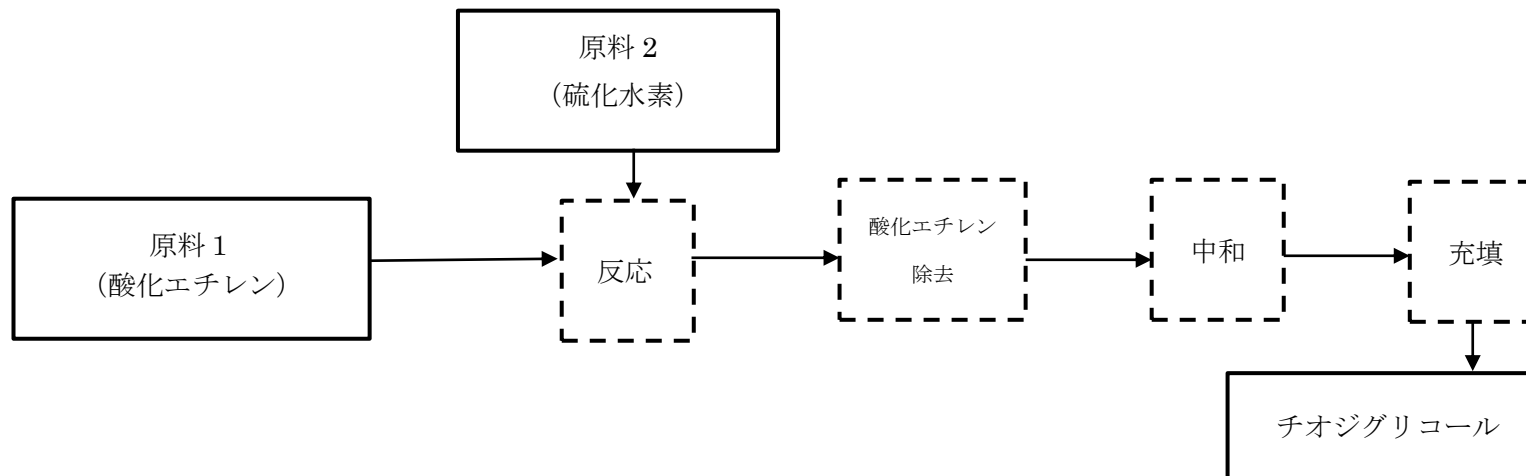 原料 2
（硫化水素）
原料 1
（酸化エチレン）
反応
酸化エチレン
除去
中和
充填
チオジグリコール